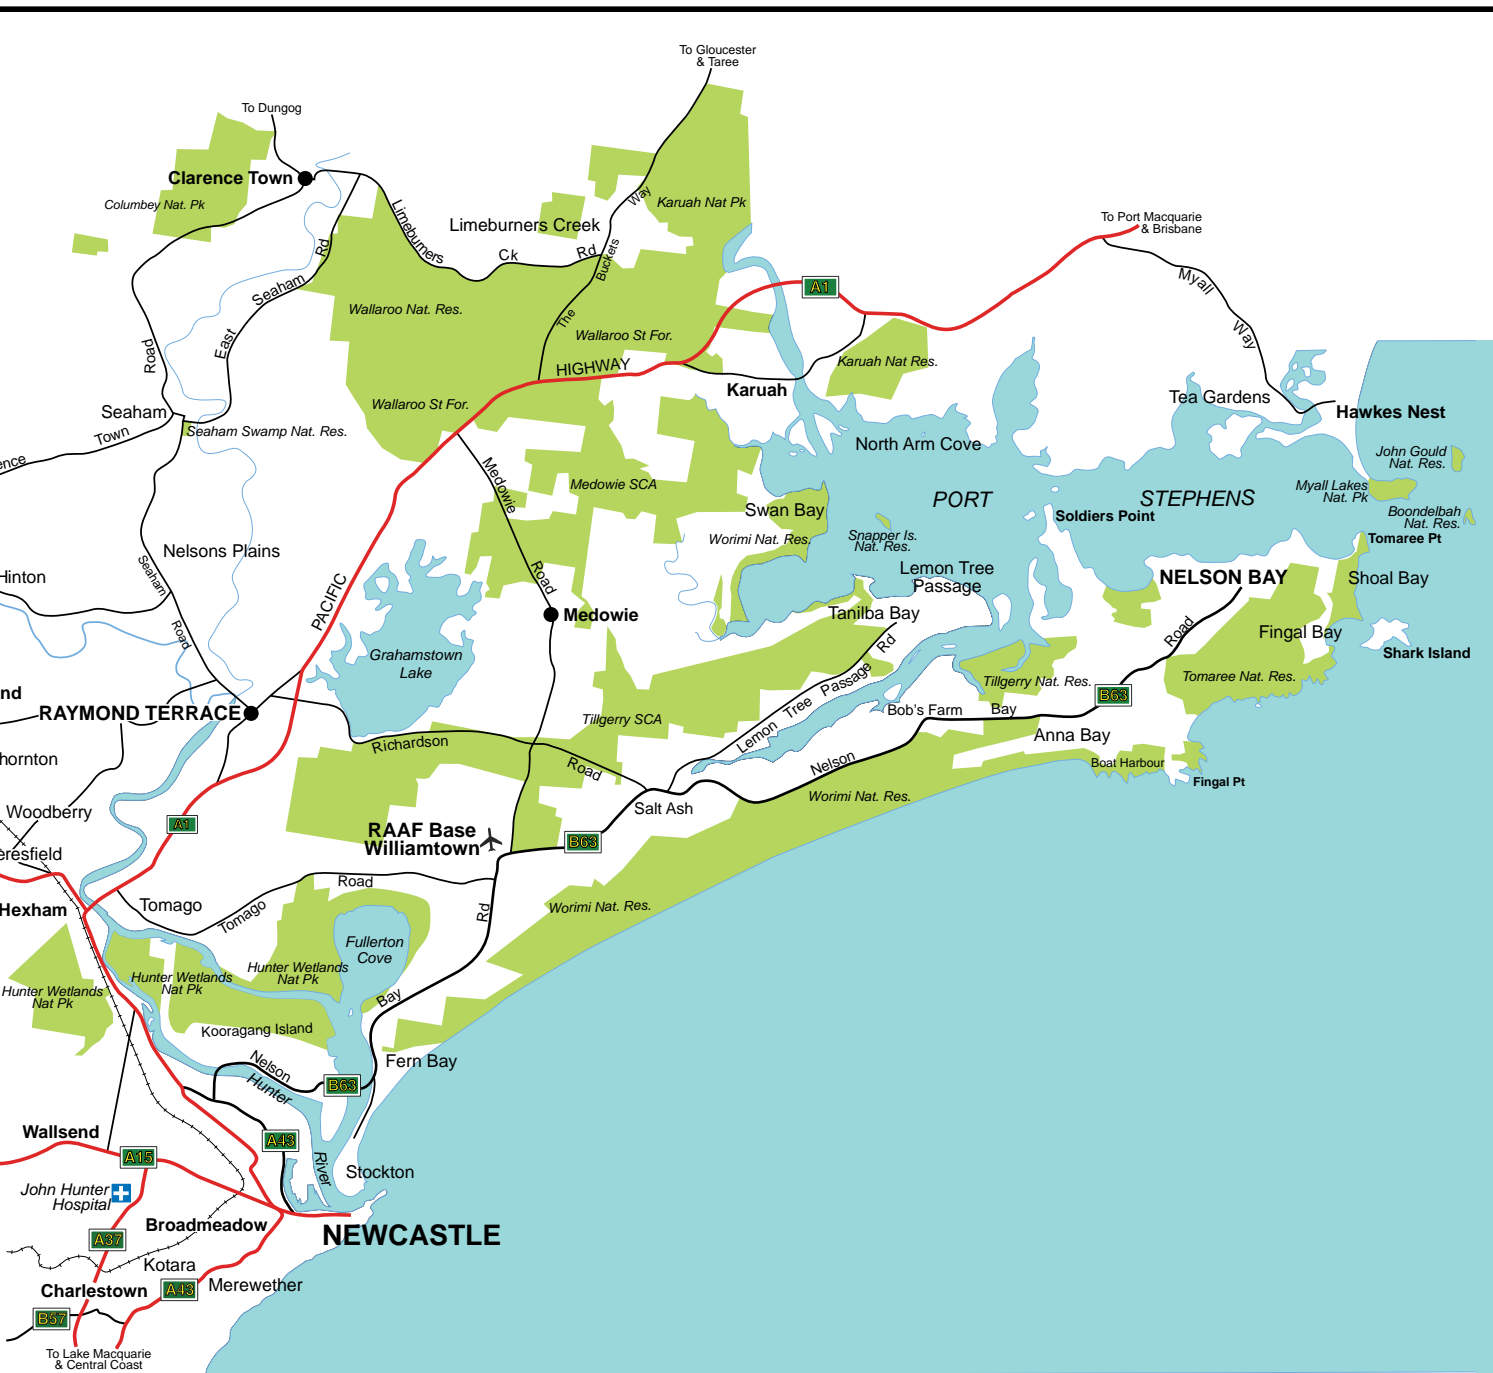 To Gloucester
& Taree
To Dungog
Clarence Town
Columbey Nat. Pk
Limeburners
Ck
Rd
Limeburners Creek
Way
Buckets
The
Karuah Nat Pk
To Port Macquarie
& Brisbane
Myall
Way
A1
Rd
Seaham
East
Road
Wallaroo Nat. Res.
Wallaroo St For.
HIGHWAY
Karuah Nat Res.
Karuah
Tea Gardens
Hawkes Nest
Seaham
Town
ence
Seaham Swamp Nat. Res.
Wallaroo St For.
North Arm Cove
John Gould
Nat. Res.
Medowie
Road
Medowie SCA
Myall Lakes
Nat. Pk
PORT
STEPHENS
Swan Bay
Worimi Nat. Res.
Snapper Is.
Nat. Res.
Soldiers Point
Boondelbah
Nat. Res.
Tomaree Pt
Nelsons Plains
Seaham
Road
Hinton
Lemon Tree
Passage
NELSON BAY
Shoal Bay
PACIFIC
Medowie
Tanilba Bay
Road
Fingal Bay
Shark Island
Grahamstown
Lake
Lemon Tree Passage Rd
Tillgerry Nat. Res.
Tomaree Nat. Res.
B63
nd
RAYMOND TERRACE
Tillgerry SCA
Bob's Farm
Bay
Anna Bay
Richardson
Road
Nelson
Boat Harbour
Fingal Pt
hornton
Woodberry
Salt Ash
Worimi Nat. Res.
A1
RAAF Base
Williamtown
B63
eresfield
Road
Tomago
Tomago
Hexham
Rd
Worimi Nat. Res.
Fullerton
Cove
Hunter Wetlands
Nat Pk
Hunter Wetlands
Nat Pk
Hunter Wetlands
Nat Pk
Bay
Kooragang Island
Fern Bay
Nelson
B63
Hunter
River
Wallsend
A43
A15
Stockton
John Hunter
Hospital
Broadmeadow
NEWCASTLE
A37
Kotara
Charlestown
A43
Merewether
B57
To Lake Macquarie
& Central Coast